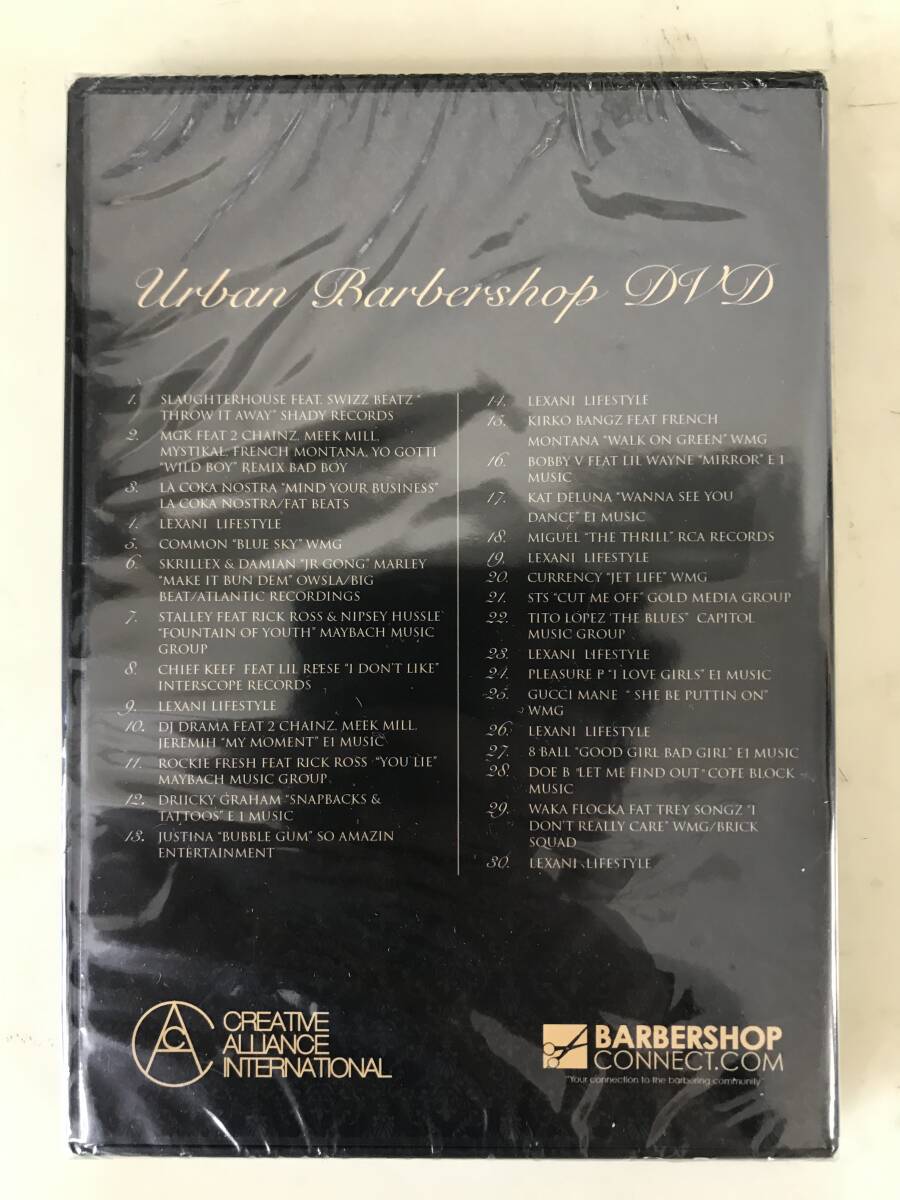 Urban Barbershop DVD
1. SLAUGHTERHOUSE FEAT. SWIZZ BEATZ "
THROW IT AWAY" SHADY RECORDS
2. MGK FEAT 2 CHAINZ, MEEK MILL,
MYSTIKAL, FRENCH MONTANA, YO GOTTI
"WILD BOY" REMIX BAD BOY
3. LA COKA NOSTRA "MIND YOUR BUSINESS"
LA COKA NOSTRA/FAT BEATS
4. LEXANI LIFESTYLE
5. COMMON "BLUE SKY" WMG
6. SKRILLEX & DAMIAN "JR GONG" MARLEY
"MAKE IT BUN DEM" OWSLA/BIG
BEAT/ATLANTIC RECORDINGS
7. STALLEY FEAT RICK ROSS & NIPSEY HUSSLE
"FOUNTAIN OF YOUTH" MAYBACH MUSIC
GROUP
8. CHIEF KEEF FEAT LIL REESE "I DON'T LIKE"
INTERSCOPE RECORDS
9. LEXANI LIFESTYLE
10. DJ DRAMA FEAT 2 CHAINZ, MEEK MILL,
JEREMIH "MY MOMENT" E1 MUSIC
11. ROCKIE FRESH FEAT RICK ROSS "YOU LIE"
MAYBACH MUSIC GROUP
12. DRIICKY GRAHAM "SNAPBACKS &
TATTOOS" E 1 MUSIC
13. JUSTINA "BUBBLE GUM" SO AMAZIN
ENTERTAINMENT
14. LEXANI LIFESTYLE
15. KIRKO BANGZ FEAT FRENCH
MONTANA "WALK ON GREEN" WMG
16. BOBBY V FEAT LIL WAYNE "MIRROR" E 1
MUSIC
17. KAT DELUNA "WANNA SEE YOU
DANCE" E1 MUSIC
18. MIGUEL "THE THRILL" RCA RECORDS
19. LEXANI LIFESTYLE
20. CURRENCY "JET LIFE" WMG
21. STS "CUT ME OFF" GOLD MEDIA GROUP
22. TITO LÓPEZ "THE BLUES" CAPITOL
MUSIC GROUP
23. LEXANI LIFESTYLE
24. PLEASURE P "I LOVE GIRLS" E1 MUSIC
25. GUCCI MANE " SHE BE PUTTIN ON"
WMG
26. LEXANI LIFESTYLE
27. 8 BALL "GOOD GIRL BAD GIRL" E1 MUSIC
28. DOE B "LET ME FIND OUT" COTE BLOCK
MUSIC
29. WAKA FLOCKA FAT TREY SONGZ "I
DON'T REALLY CARE" WMG/BRICK
SQUAD
30. LEXANI LIFESTYLE
CREATIVE
ALLIANCE
INTERNATIONAL
BARBERSHOP
CONNECT.COM
"Your connection to the barbering community"